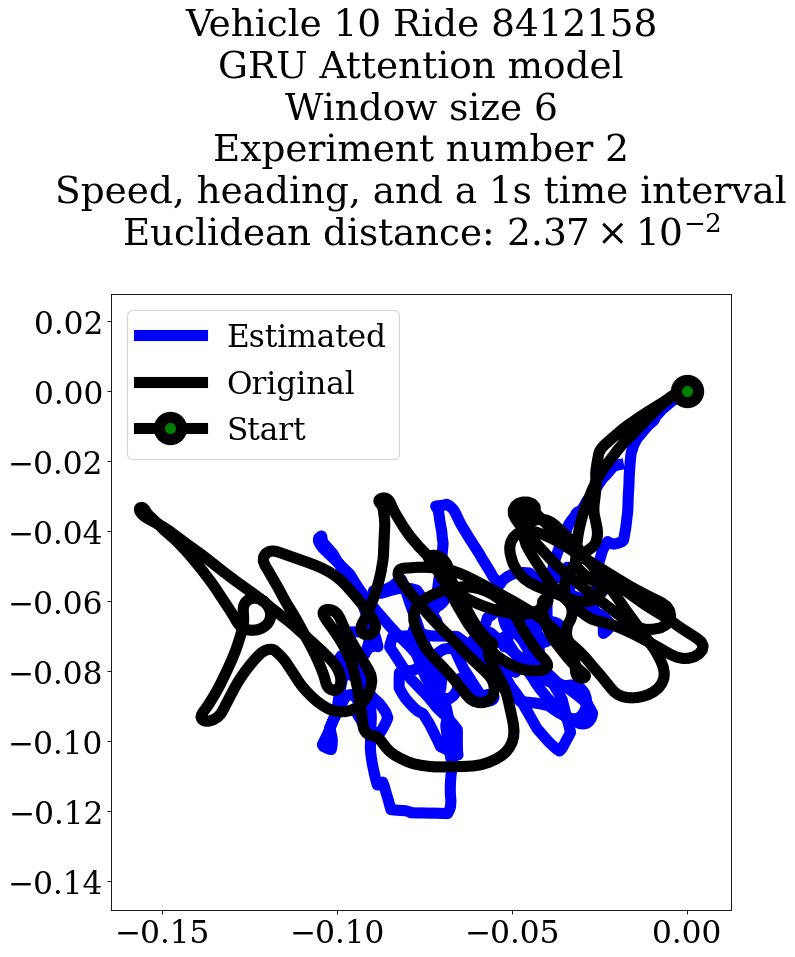 Vehicle 10 Ride 8412158
GRU Attention model
Window size 6
Experiment number 2
Speed, heading, and a 1s time interval
Euclidean distance: 2.37 × 10⁻²
0.02
0.00
−0.02
−0.04
−0.06
−0.08
−0.10
−0.12
−0.14
Estimated
Original
Start
−0.15 −0.10 −0.05 0.00